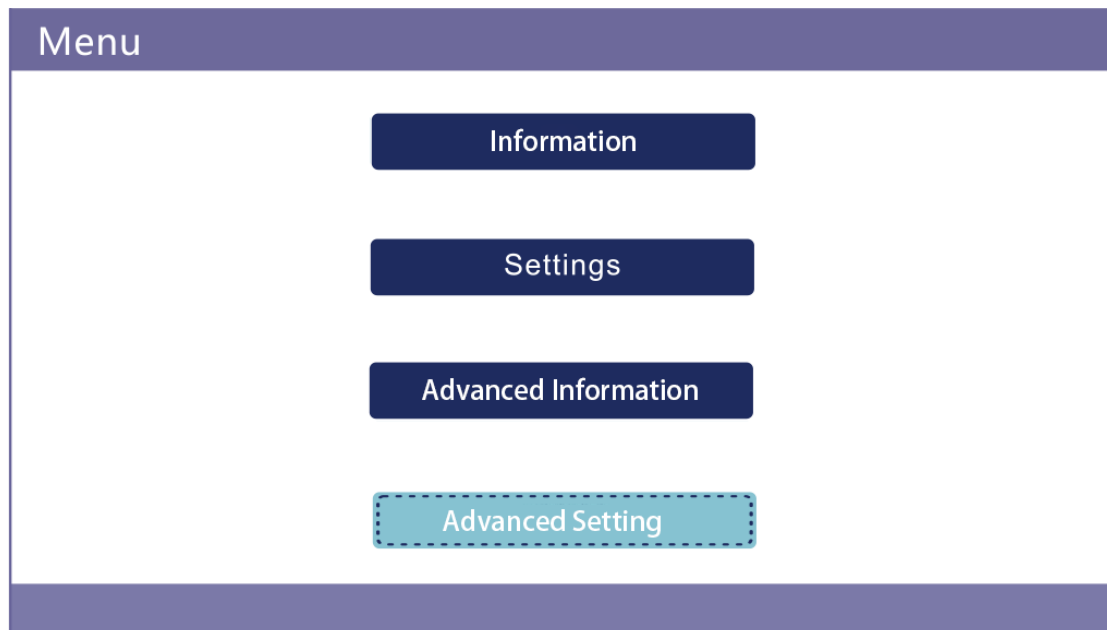 Menu
Information
Settings
Advanced Information
Advanced Setting